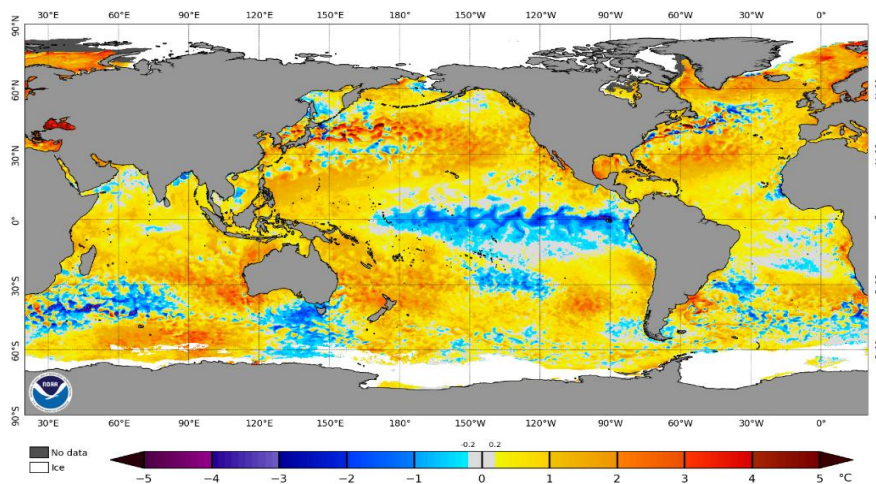 20°E 30°E 60°E 90°E 120°E 150°E 180° 150°W 120°W 90°W 60°W 30°W 0°
90°N
60°N
30°N
0°
30°S
60°S
90°S
NOAA
30°E 60°E 90°E 120°E 150°E 180° 150°W 120°W 90°W 60°W 30°W 0°
No data
Ice
-0.2 0.2
−5 −4 −3 −2 −1 0 1 2 3 4 5 °C